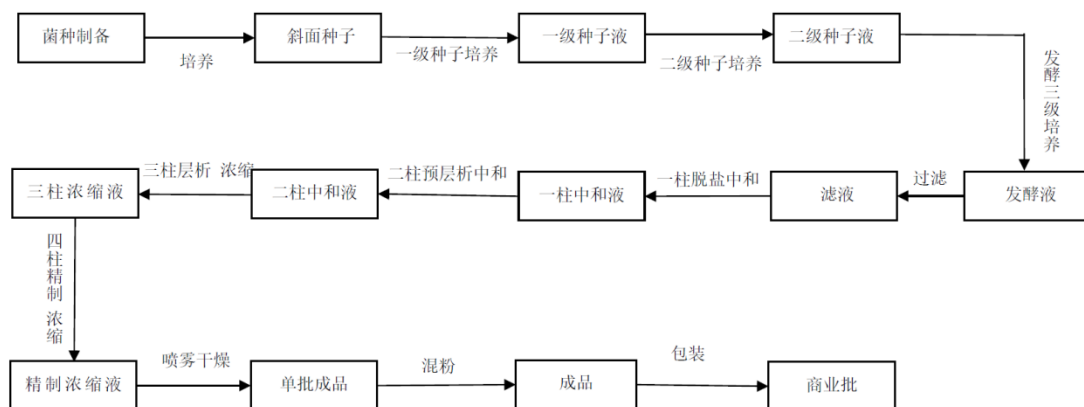 菌种制备
培养
斜面种子
一级种子培养
一级种子液
二级种子培养
二级种子液
发酵三级培养
发酵液
过滤
滤液
一柱脱盐中和
一柱中和液
二柱预层析中和
二柱中和液
三柱层析 浓缩
三柱浓缩液
四柱精制 浓缩
精制浓缩液
喷雾干燥
单批成品
混粉
成品
包装
商业批